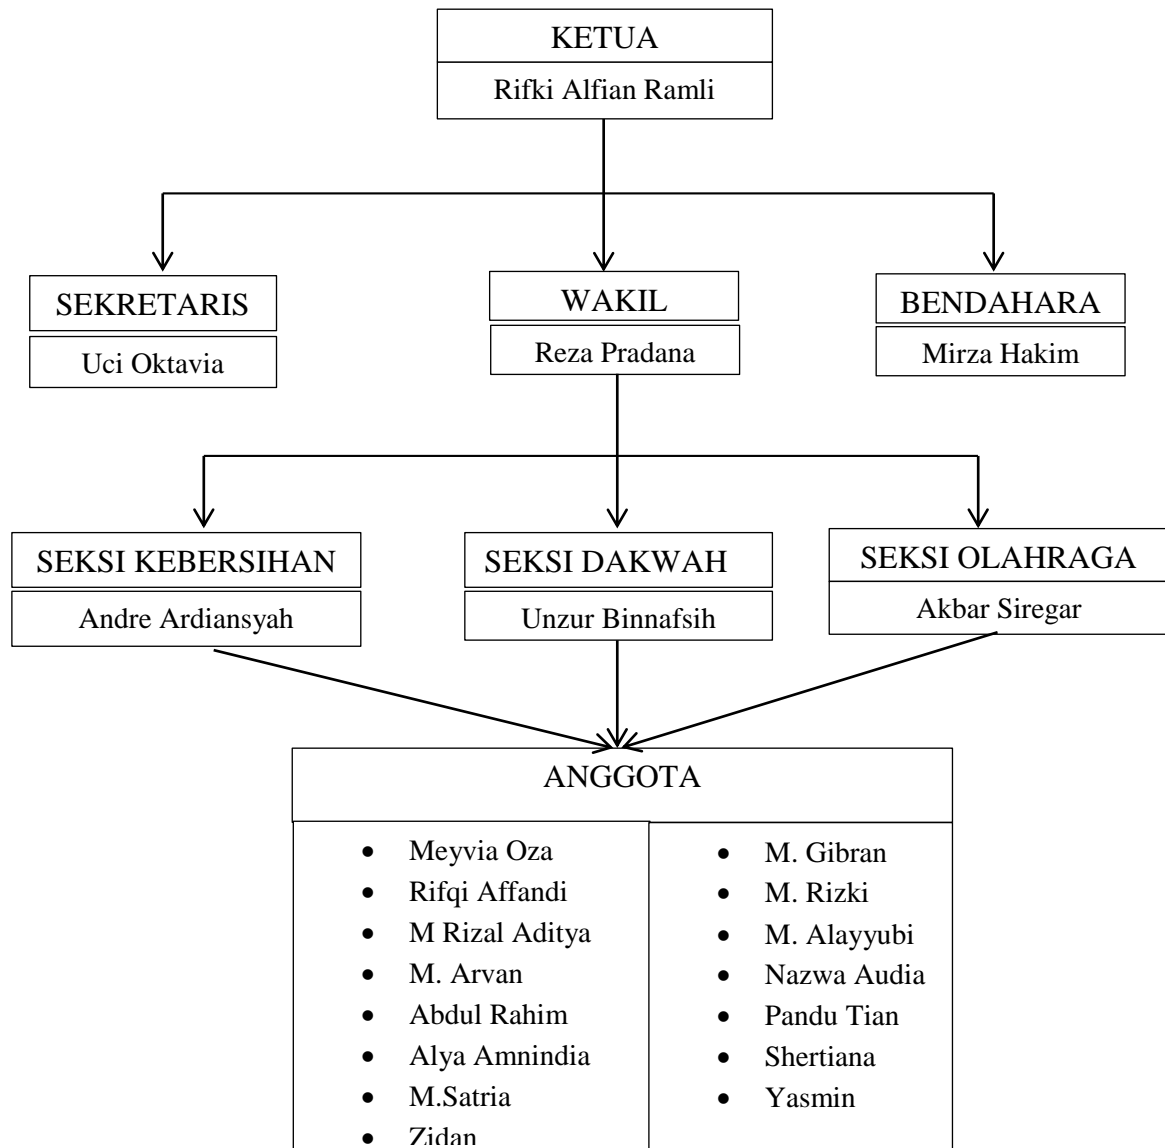 KETUA
Rifki Alfian Ramli
SEKRETARIS
Uci Oktavia
WAKIL
Reza Pradana
BENDAHARA
Mirza Hakim
SEKSI KEBERSIHAN
Andre Ardiansyah
SEKSI DAKWAH
Unzur Binnafsih
SEKSI OLAHRAGA
Akbar Siregar
ANGGOTA
• Meyvia Oza
• Rifqi Affandi
• M Rizal Aditya
• M. Arvan
• Abdul Rahim
• Alya Amnindia
• M.Satria
• Zidan
• M. Gibran
• M. Rizki
• M. Alayyubi
• Nazwa Audia
• Pandu Tian
• Shertiana
• Yasmin